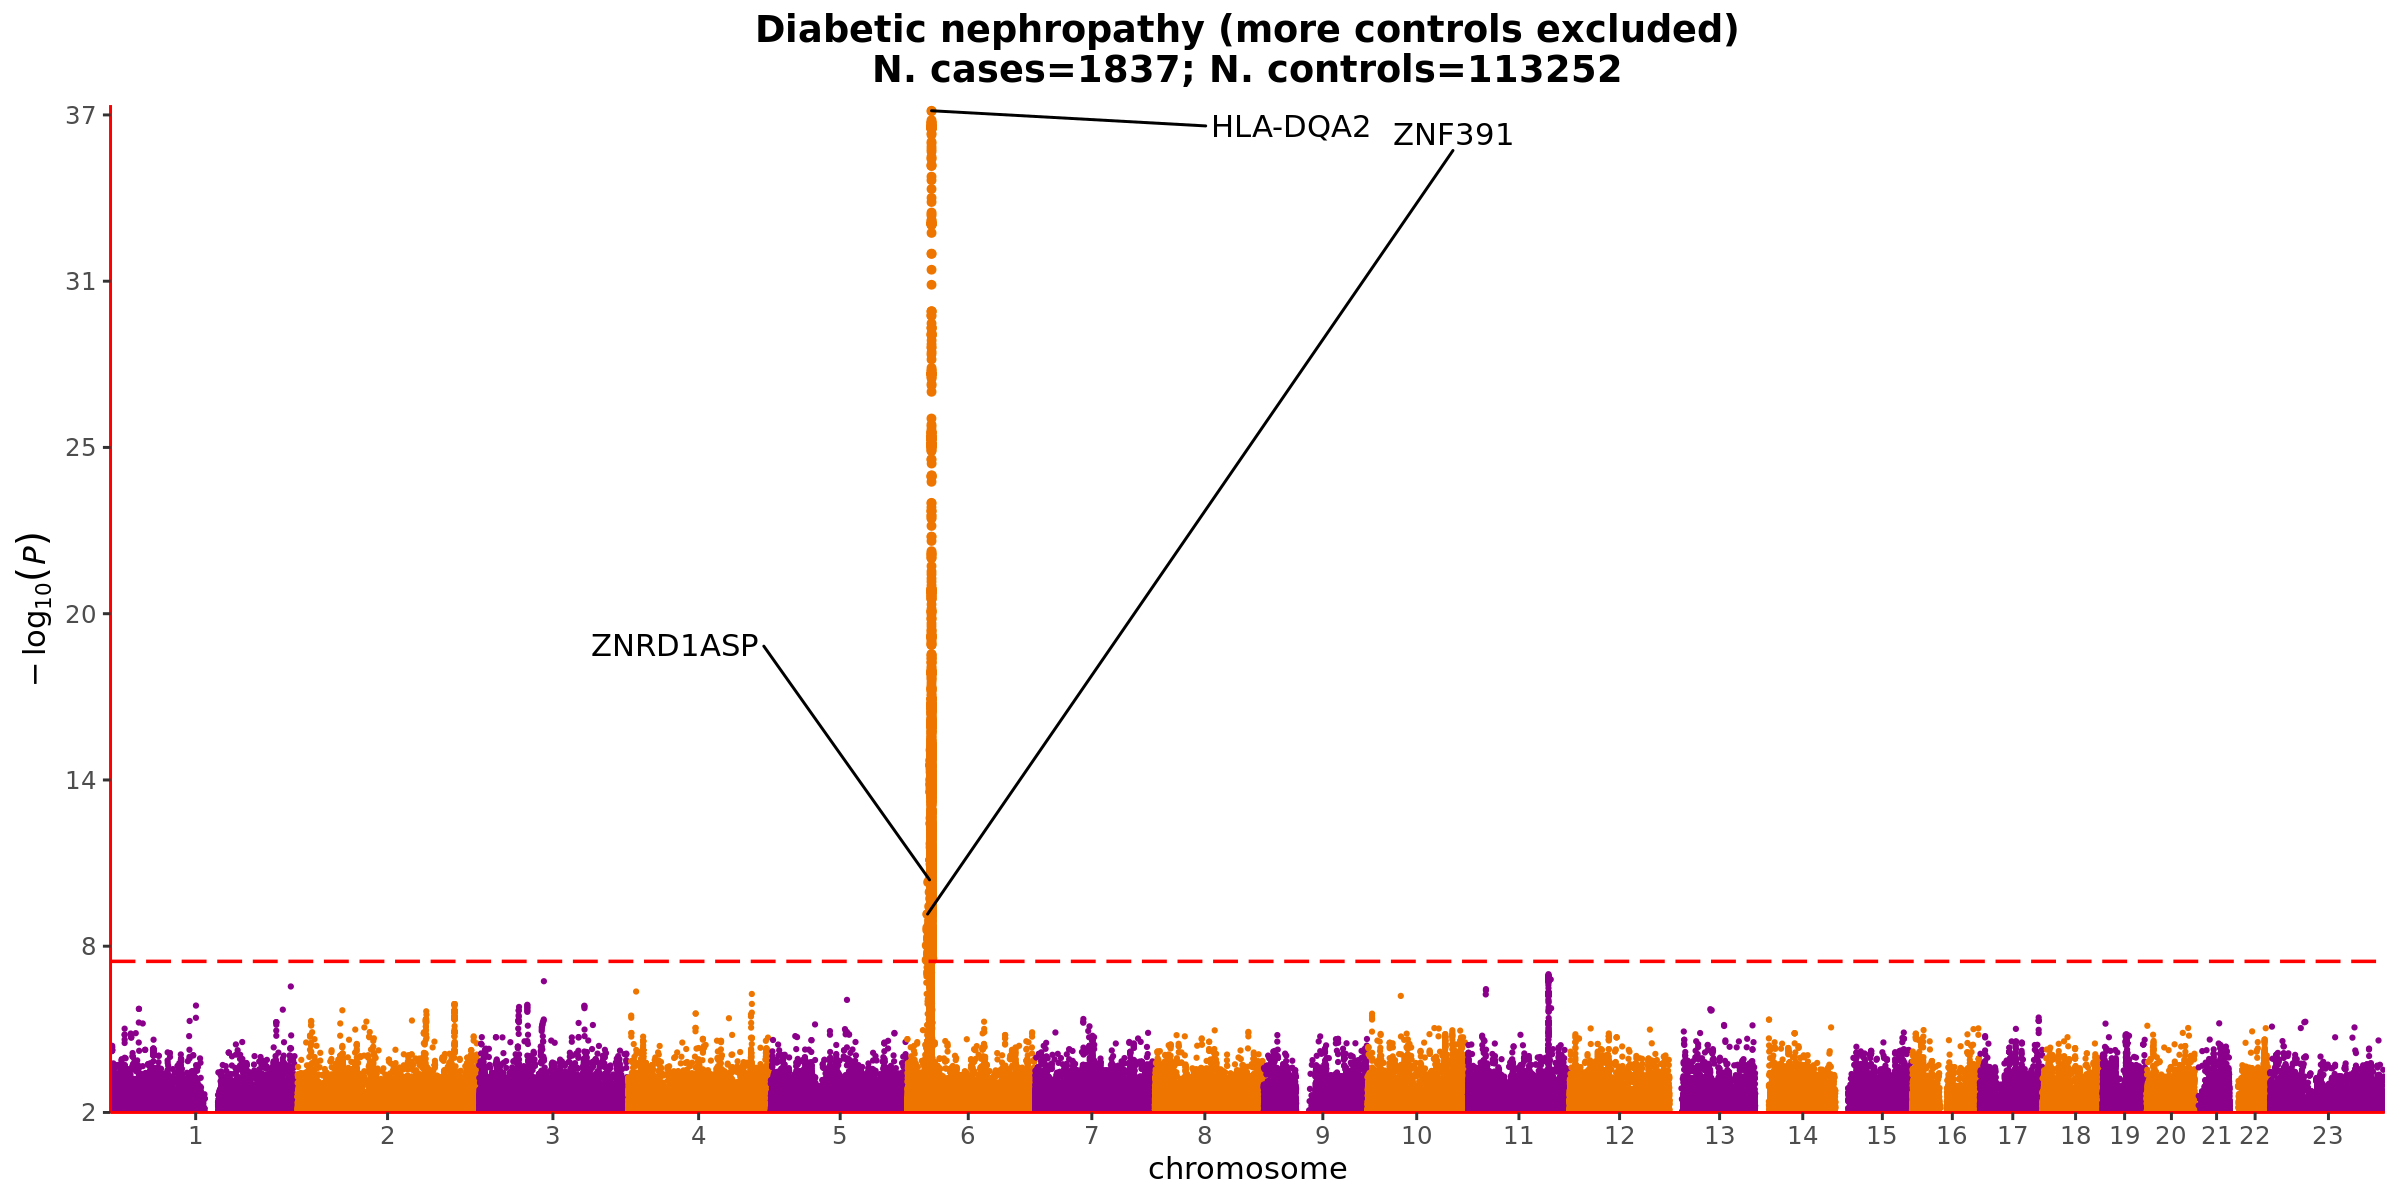 Diabetic nephropathy (more controls excluded)
N. cases=1837; N. controls=113252
37
31
25
20
14
8
2
− log10(P)
HLA-DQA2
ZNF391
ZNRD1ASP
1 2 3 4 5 6 7 8 9 10 11 12 13 14 15 16 17 18 19 20 21 22 23
chromosome